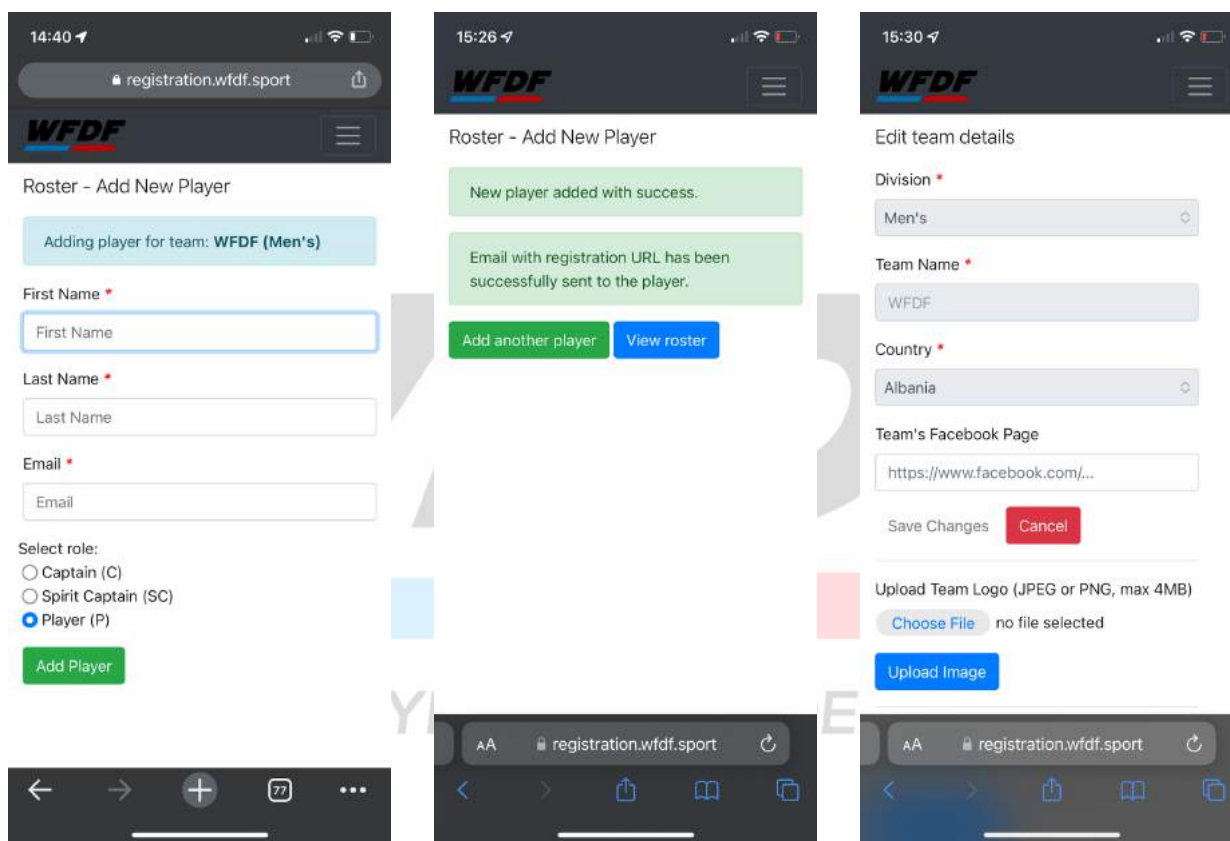 14:40
registration.wfdf.sport
WFDF
Roster - Add New Player
Adding player for team: WFDF (Men's)
First Name *
First Name
Last Name *
Last Name
Email *
Email
Select role:
Captain (C)
Spirit Captain (SC)
Player (P)
Add Player
77
15:26
WFDF
Roster - Add New Player
New player added with success.
Email with registration URL has been
successfully sent to the player.
Add another player
View roster
AA
registration.wfdf.sport
15:30
WFDF
Edit team details
Division *
Men's
Team Name *
WFDF
Country *
Albania
Team's Facebook Page
https://www.facebook.com/...
Save Changes
Cancel
Upload Team Logo (JPEG or PNG, max 4MB)
Choose File no file selected
Upload Image
AA
registration.wfdf.sport